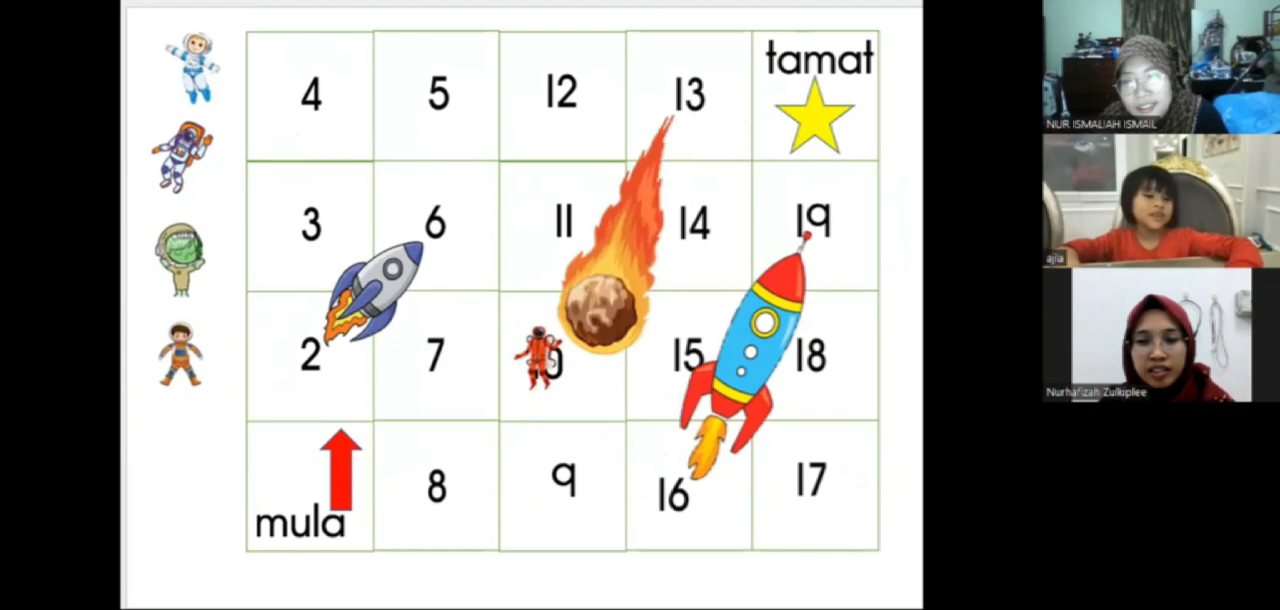 4 5 12 13 tamat
3 6 11 14 19
2 7 15 18
mula 8 9 16 17
NUR ISMALIAH ISMAIL
ajla
Nurhafizah Zulkiplee